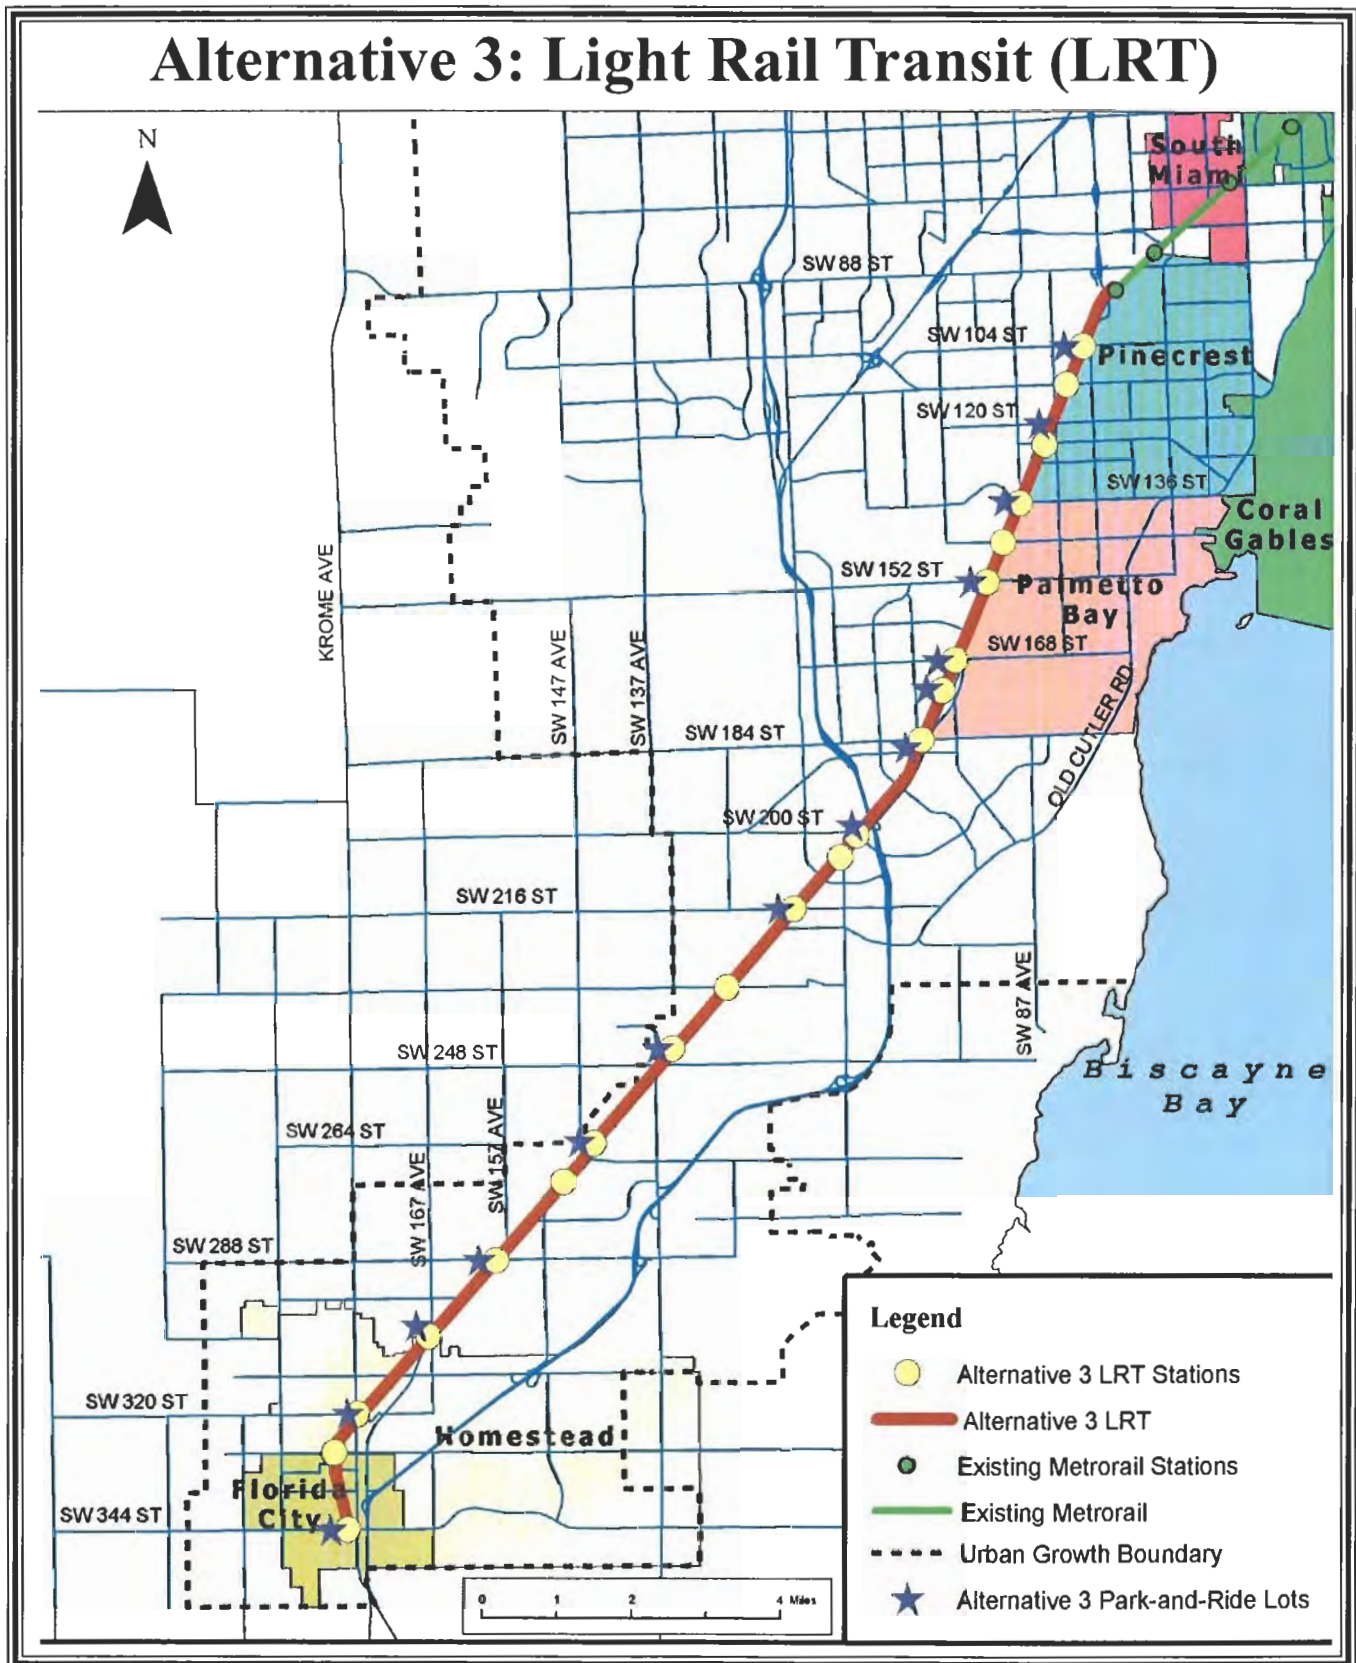 Alternative 3: Light Rail Transit (LRT)
N
South
Miami
SW 88 ST
SW 104 ST
Pinecrest
SW 120 ST
SW 136 ST
Coral
Gables
KROME AVE
SW 152 ST
Palmetto
Bay
SW 147 AVE
SW 137 AVE
SW 168 ST
OLD CUTLER RD.
SW 184 ST
SW 200 ST
SW 216 ST
SW 87 AVE
SW 248 ST
Biscayne
Bay
SW 264 ST
SW 157 AVE
SW 167 AVE
SW 288 ST
SW 320 ST
Homestead
Florida
City
SW 344 ST
0 1 2 4 Miles
Legend
Alternative 3 LRT Stations
Alternative 3 LRT
Existing Metrorail Stations
Existing Metrorail
Urban Growth Boundary
Alternative 3 Park-and-Ride Lots